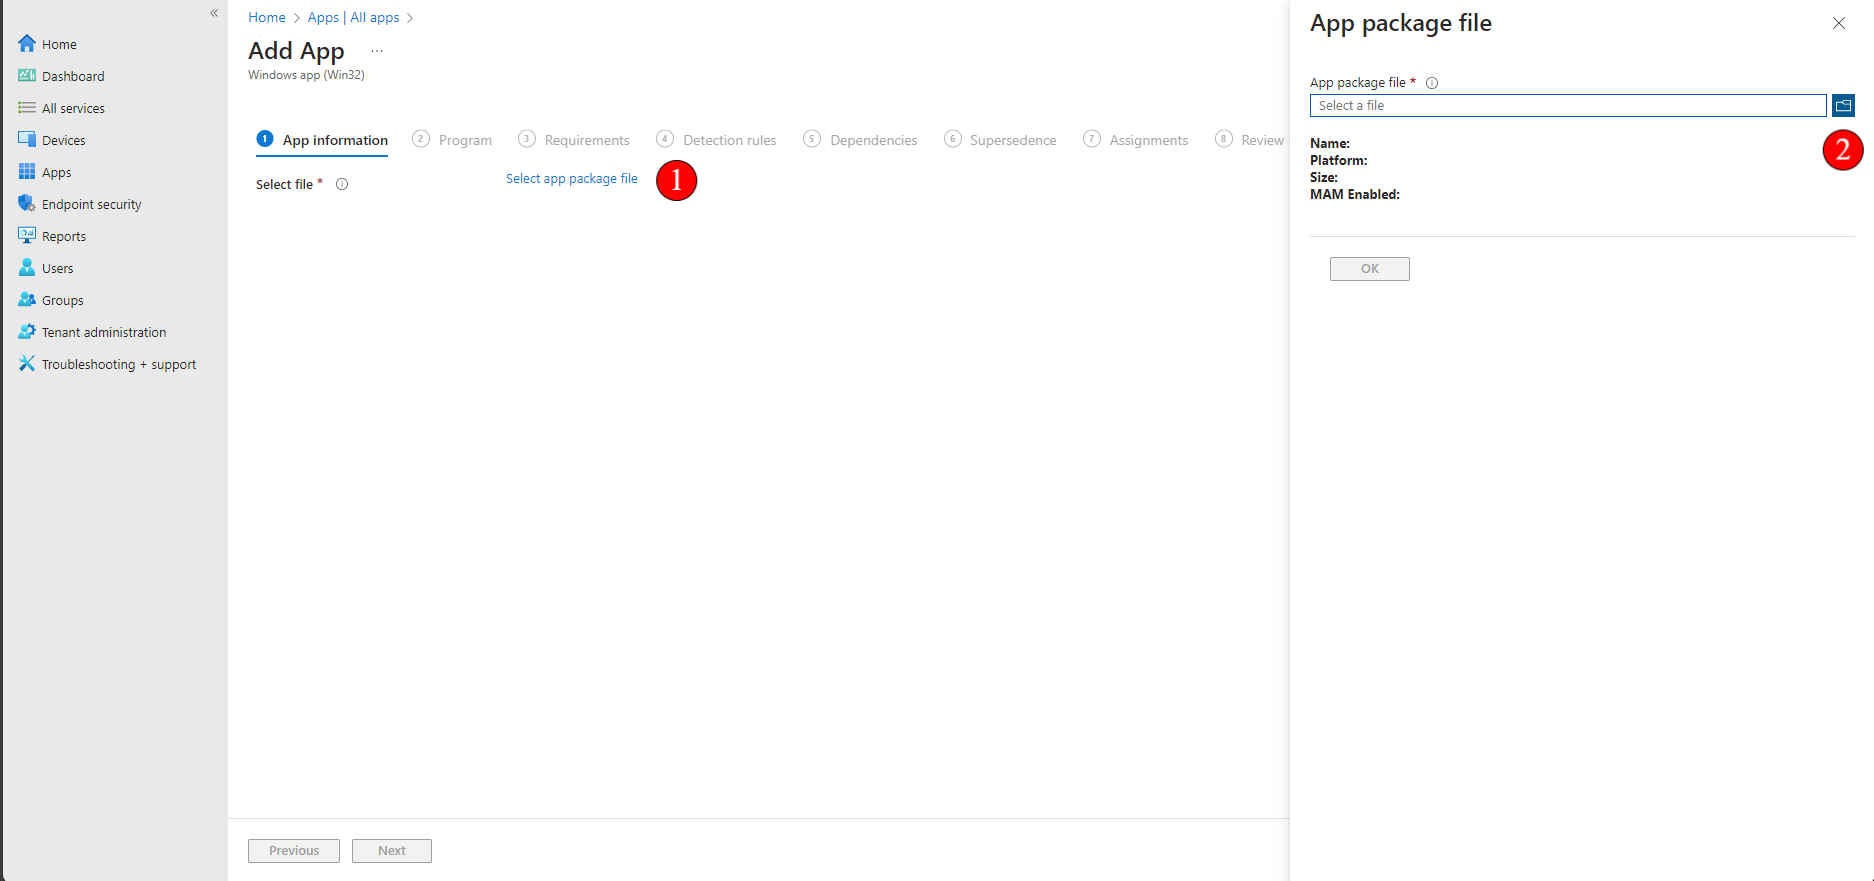 «
Home
Dashboard
All services
Devices
Apps
Endpoint security
Reports
Users
Groups
Tenant administration
Troubleshooting + support
Home > Apps | All apps >
Add App ...
Windows app (Win32)
1 App information 2 Program 3 Requirements 4 Detection rules 5 Dependencies 6 Supersedence 7 Assignments 8 Review
Select file * Select app package file 1
Previous Next
App package file
App package file *
Select a file
2
Name:
Platform:
Size:
MAM Enabled:
OK